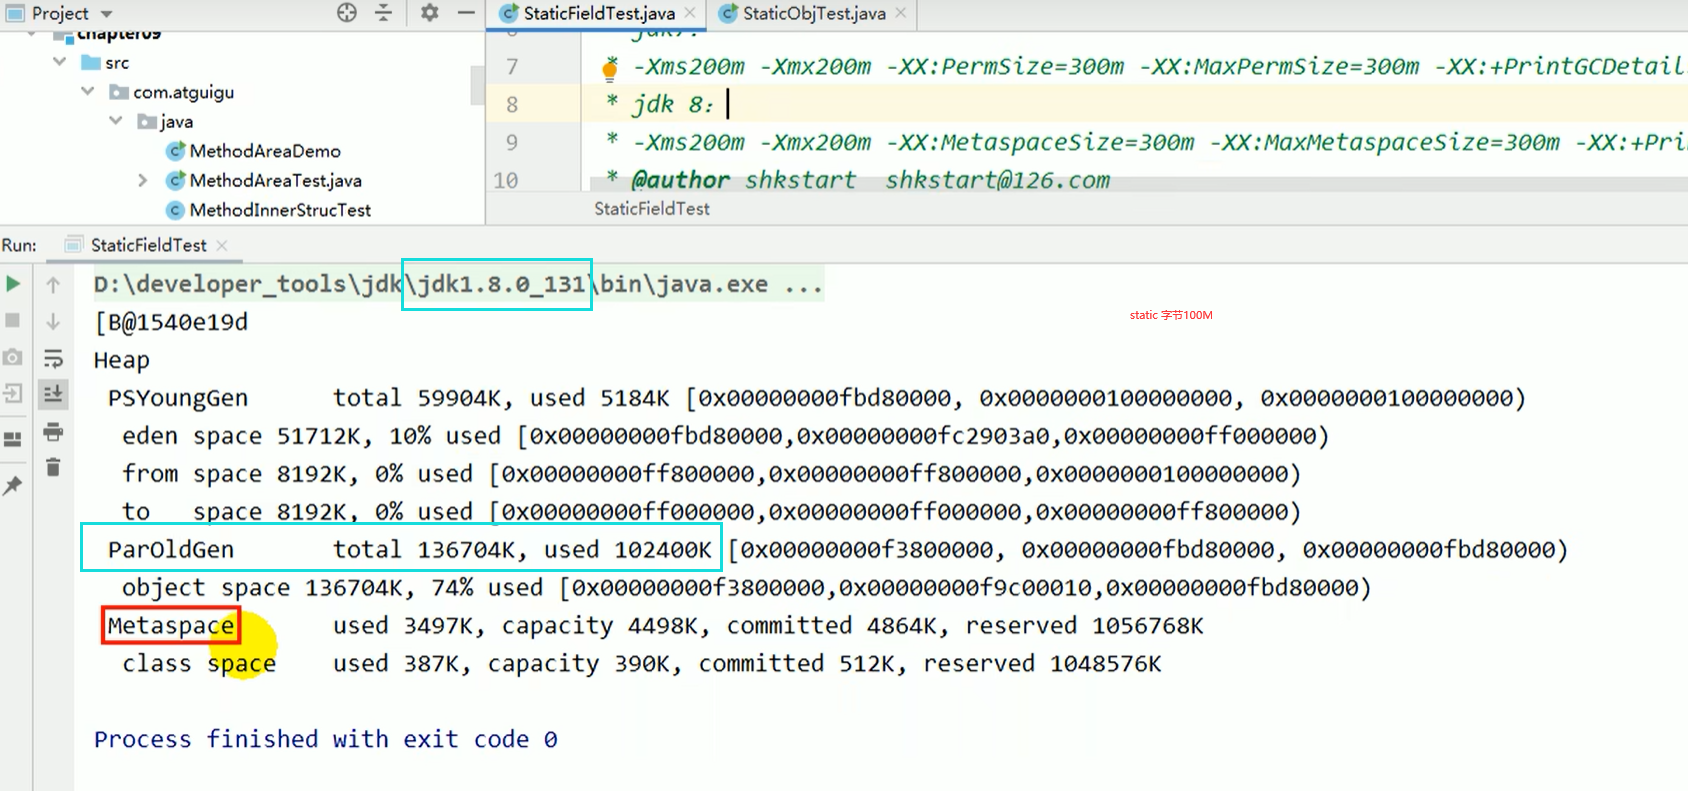 Project
StaticFieldTest.java
StaticObjTest.java
chapter09
src
com.atguigu
java
MethodAreaDemo
MethodAreaTest.java
MethodInnerStrucTest
6 jdk7:
7 * -Xms200m -Xmx200m -XX:PermSize=300m -XX:MaxPermSize=300m -XX:+PrintGCDetail
8 * jdk 8:
9 * -Xms200m -Xmx200m -XX:MetaspaceSize=300m -XX:MaxMetaspaceSize=300m -XX:+Pri
10 * @author shkstart shkstart@126.com
StaticFieldTest
Run: StaticFieldTest
D:\developer_tools\jdk\jdk1.8.0_131\bin\java.exe ...
static 字节100M
[B@1540e19d
Heap
PSYoungGen total 59904K, used 5184K [0x00000000fbd80000, 0x0000000100000000, 0x0000000100000000)
eden space 51712K, 10% used [0x00000000fbd80000,0x00000000fc2903a0,0x00000000ff000000)
from space 8192K, 0% used [0x00000000ff800000,0x00000000ff800000,0x0000000100000000)
to space 8192K, 0% used [0x00000000ff000000,0x00000000ff000000,0x00000000ff800000)
ParOldGen total 136704K, used 102400K [0x00000000f3800000, 0x00000000fbd80000, 0x00000000fbd80000)
object space 136704K, 74% used [0x00000000f3800000,0x00000000f9c00010,0x00000000fbd80000)
Metaspace used 3497K, capacity 4498K, committed 4864K, reserved 1056768K
class space used 387K, capacity 390K, committed 512K, reserved 1048576K
Process finished with exit code 0